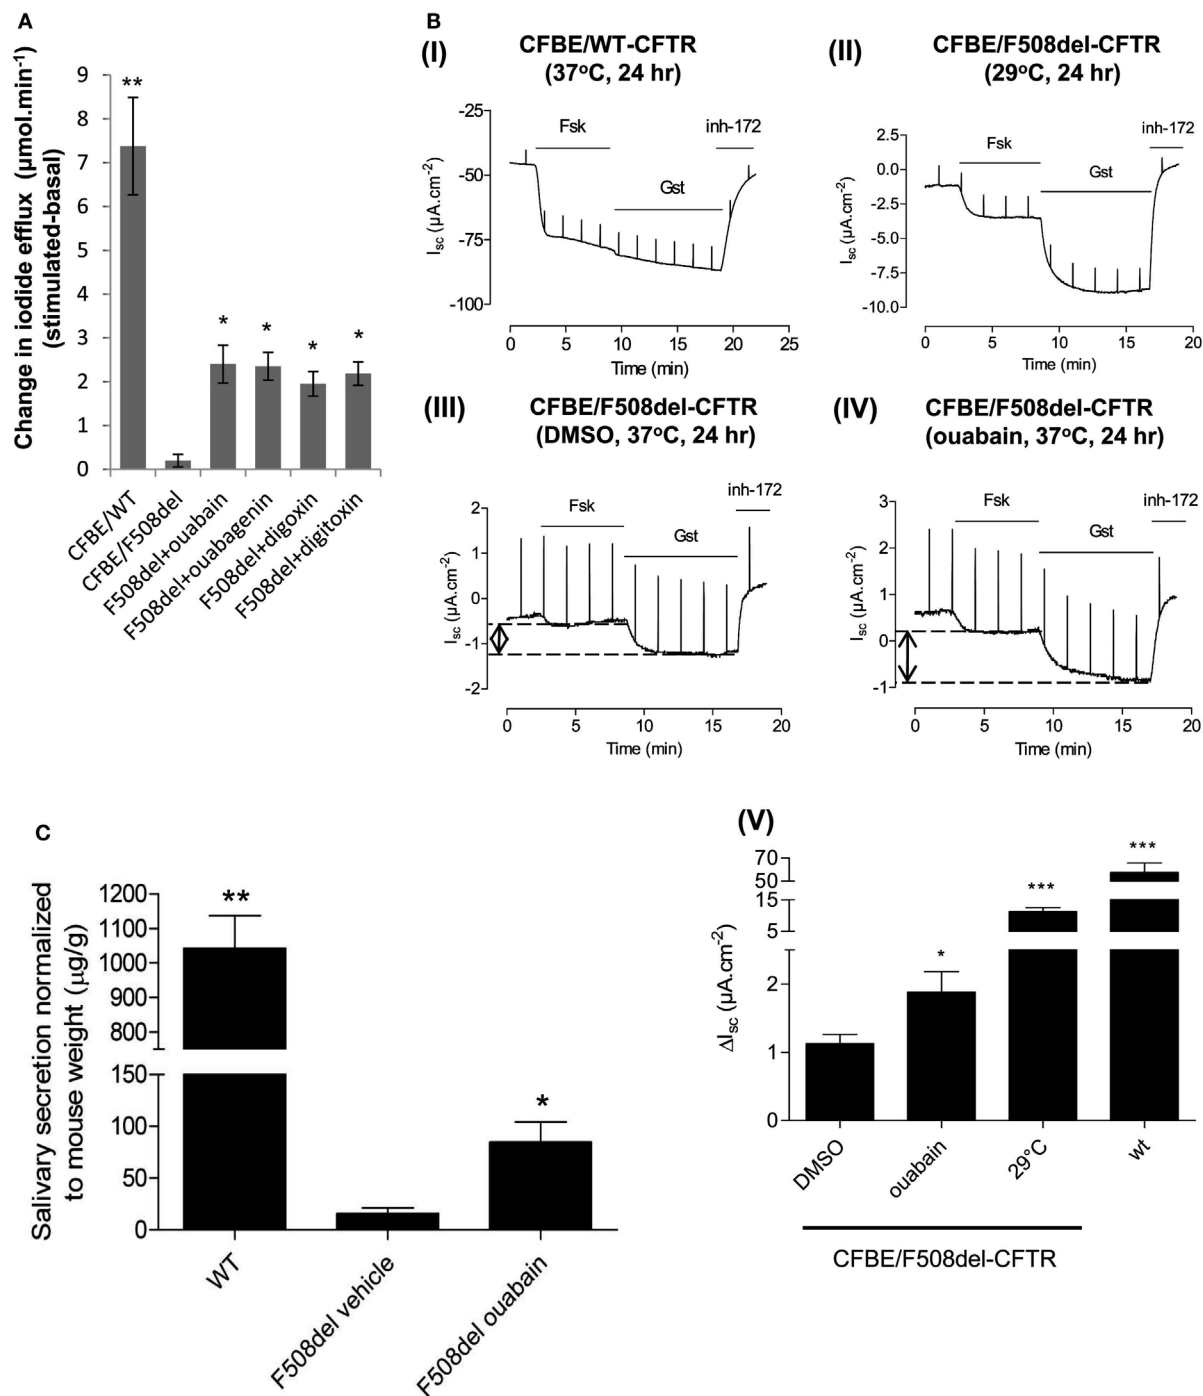 A
Change in iodide efflux (µmol.min⁻¹)
(stimulated-basal)
9
8
7
6
5
4
3
2
1
0
**
*
*
*
*
CFBE/WT
CFBE/F508del
F508del+ouabain
F508del+ouabagenin
F508del+digoxin
F508del+digitoxin
B
(I)
CFBE/WT-CFTR
(37°C, 24 hr)
Isc (µA.cm⁻²)
-25
-50
-75
-100
Fsk
Gst
inh-172
0 5 10 15 20 25
Time (min)
(II)
CFBE/F508del-CFTR
(29°C, 24 hr)
Isc (µA.cm⁻²)
2.5
0.0
-2.5
-5.0
-7.5
-10.0
Fsk
Gst
inh-172
0 5 10 15 20
Time (min)
(III)
CFBE/F508del-CFTR
(DMSO, 37°C, 24 hr)
Isc (µA.cm⁻²)
2
1
0
-1
-2
Fsk
Gst
inh-172
0 5 10 15 20
Time (min)
(IV)
CFBE/F508del-CFTR
(ouabain, 37°C, 24 hr)
Isc (µA.cm⁻²)
3
2
1
0
-1
Fsk
Gst
inh-172
0 5 10 15 20
Time (min)
C
Salivary secretion normalized
to mouse weight (µg/g)
1200
1100
1000
900
800
150
100
50
0
**
*
WT
F508del vehicle
F508del ouabain
(V)
ΔIsc (µA.cm⁻²)
70
50
15
5
2
1
0
*
***
***
DMSO
ouabain
29°C
wt
CFBE/F508del-CFTR